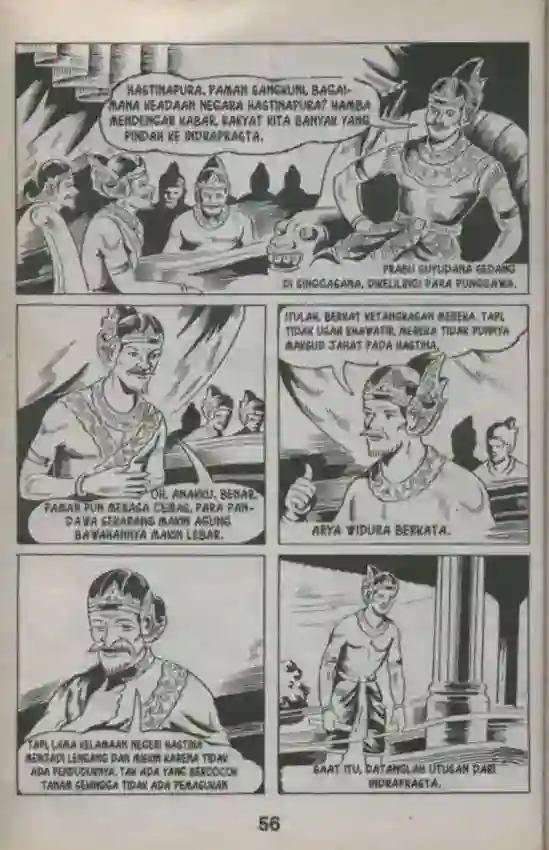 HASTINAPURA. PAMAN SANGKUNI, BAGAI-
MANA KEADAAN NEGARA HASTINAPURA? HAMBA
MENDENGAR KABAR, RAKYAT KITA BANYAK YANG
PINDAH KE INDRAPRASTA.
PRABU SUYUDANA SEDANG
DI SINGGASANA, DIKELILINGI PARA PUNGGAWA.
OH, ANAKKU. BENAR.
PAMAN PUN MERASA CEMAS, PARA PAN-
DAWA SEKARANG MAKIN AGUNG
BAWAHANNYA MAKIN LEBAR.
ITULAH, BERKAT KETANGKASAN MEREKA. TAPI,
TIDAK USAH KHAWATIR, MEREKA TIDAK PUNYA
MAKSUD JAHAT PADA HASTINA.
ARYA WIDURA BERKATA.
TAPI, LAMA KELAMAAN NEGERI HASTINA
MENJADI LENGANG DAN MISKIN KARENA TIDAK
ADA PENDUDUKNYA. TAK ADA YANG BERCOCOK
TANAM SEHINGGA TIDAK ADA PEMASUKAN
SAAT ITU, DATANGLAH UTUSAN DARI
INDRAPRASTA.
56